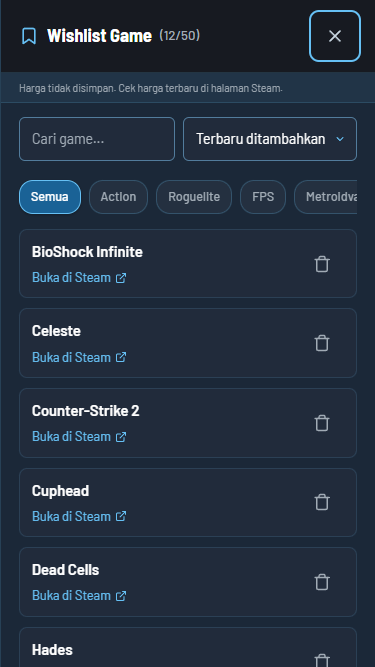 Wishlist Game (12/50)
Harga tidak disimpan. Cek harga terbaru di halaman Steam.
Cari game...
Terbaru ditambahkan
Semua
Action
Roguelite
FPS
Metroidva
BioShock Infinite
Buka di Steam
Celeste
Buka di Steam
Counter-Strike 2
Buka di Steam
Cuphead
Buka di Steam
Dead Cells
Buka di Steam
Hades